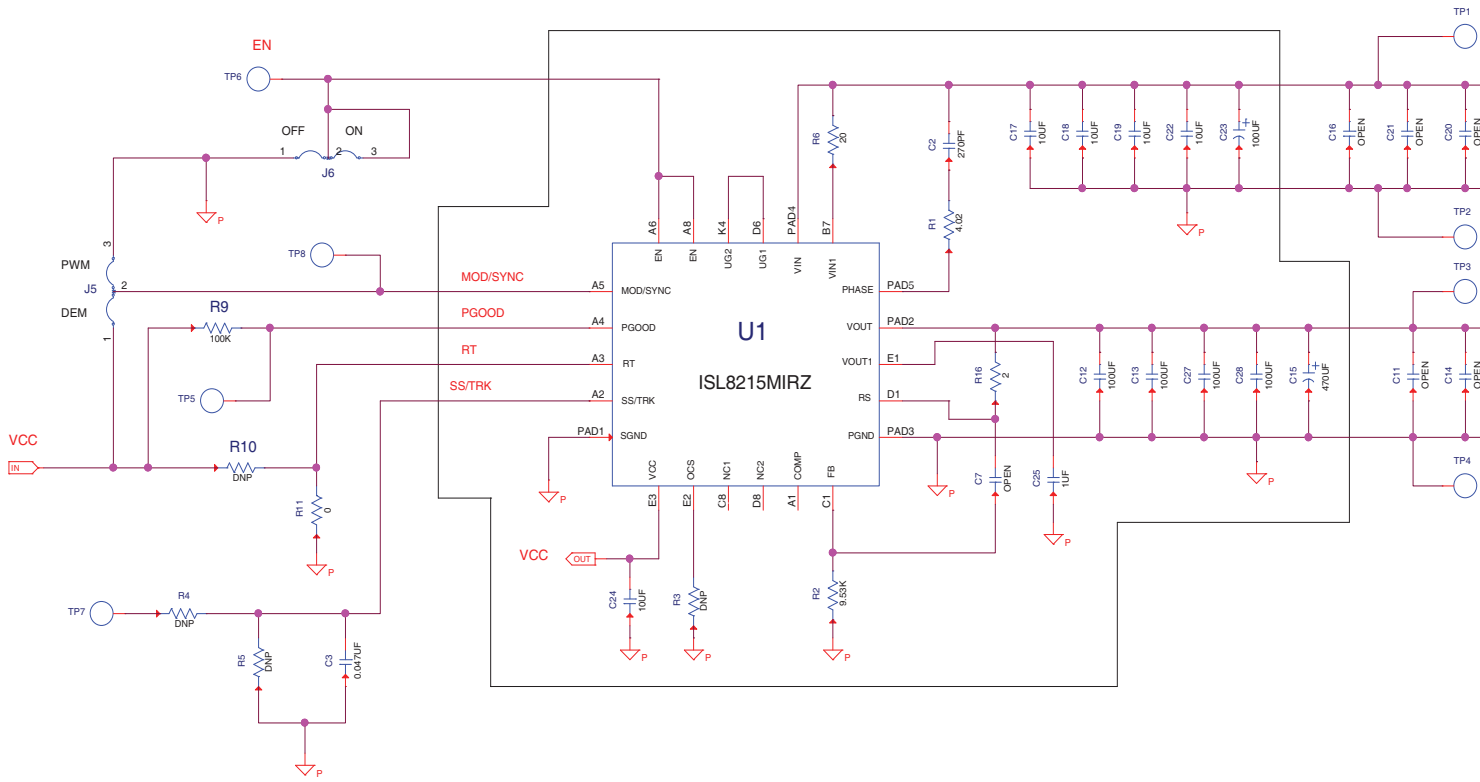 TP1
EN
TP6
OFF
ON
1
2
3
J6
P
R6
20
C2
270PF
C17
10UF
C18
10UF
C19
10UF
C22
10UF
C23
100UF
C16
OPEN
C21
OPEN
C20
OPEN
R1
4.02
P
TP2
3
PWM
J5
2
DEM
1
TP8
A6
A8
K4
D6
PAD4
B7
EN
EN
UG2
UG1
VIN
VIN1
MOD/SYNC
A5
MOD/SYNC
PHASE
PAD5
TP3
R9
100K
PGOOD
A4
PGOOD
VOUT
PAD2
U1
RT
A3
RT
VOUT1
E1
ISL8215MIRZ
R16
2
C12
100UF
C13
100UF
C27
100UF
C28
100UF
C15
470UF
C11
OPEN
C14
OPEN
TP5
SS/TRK
A2
SS/TRK
RS
D1
VCC
IN
R10
DNP
PAD1
SGND
PGND
PAD3
TP4
P
P
P
VCC
OCS
NC1
NC2
COMP
FB
E3
E2
C8
D8
A1
C1
C7
OPEN
C25
1UF
P
R11
0
P
VCC
OUT
C24
10UF
P
R3
DNP
P
R2
9.53K
P
TP7
R4
DNP
R5
DNP
C3
0.047UF
P